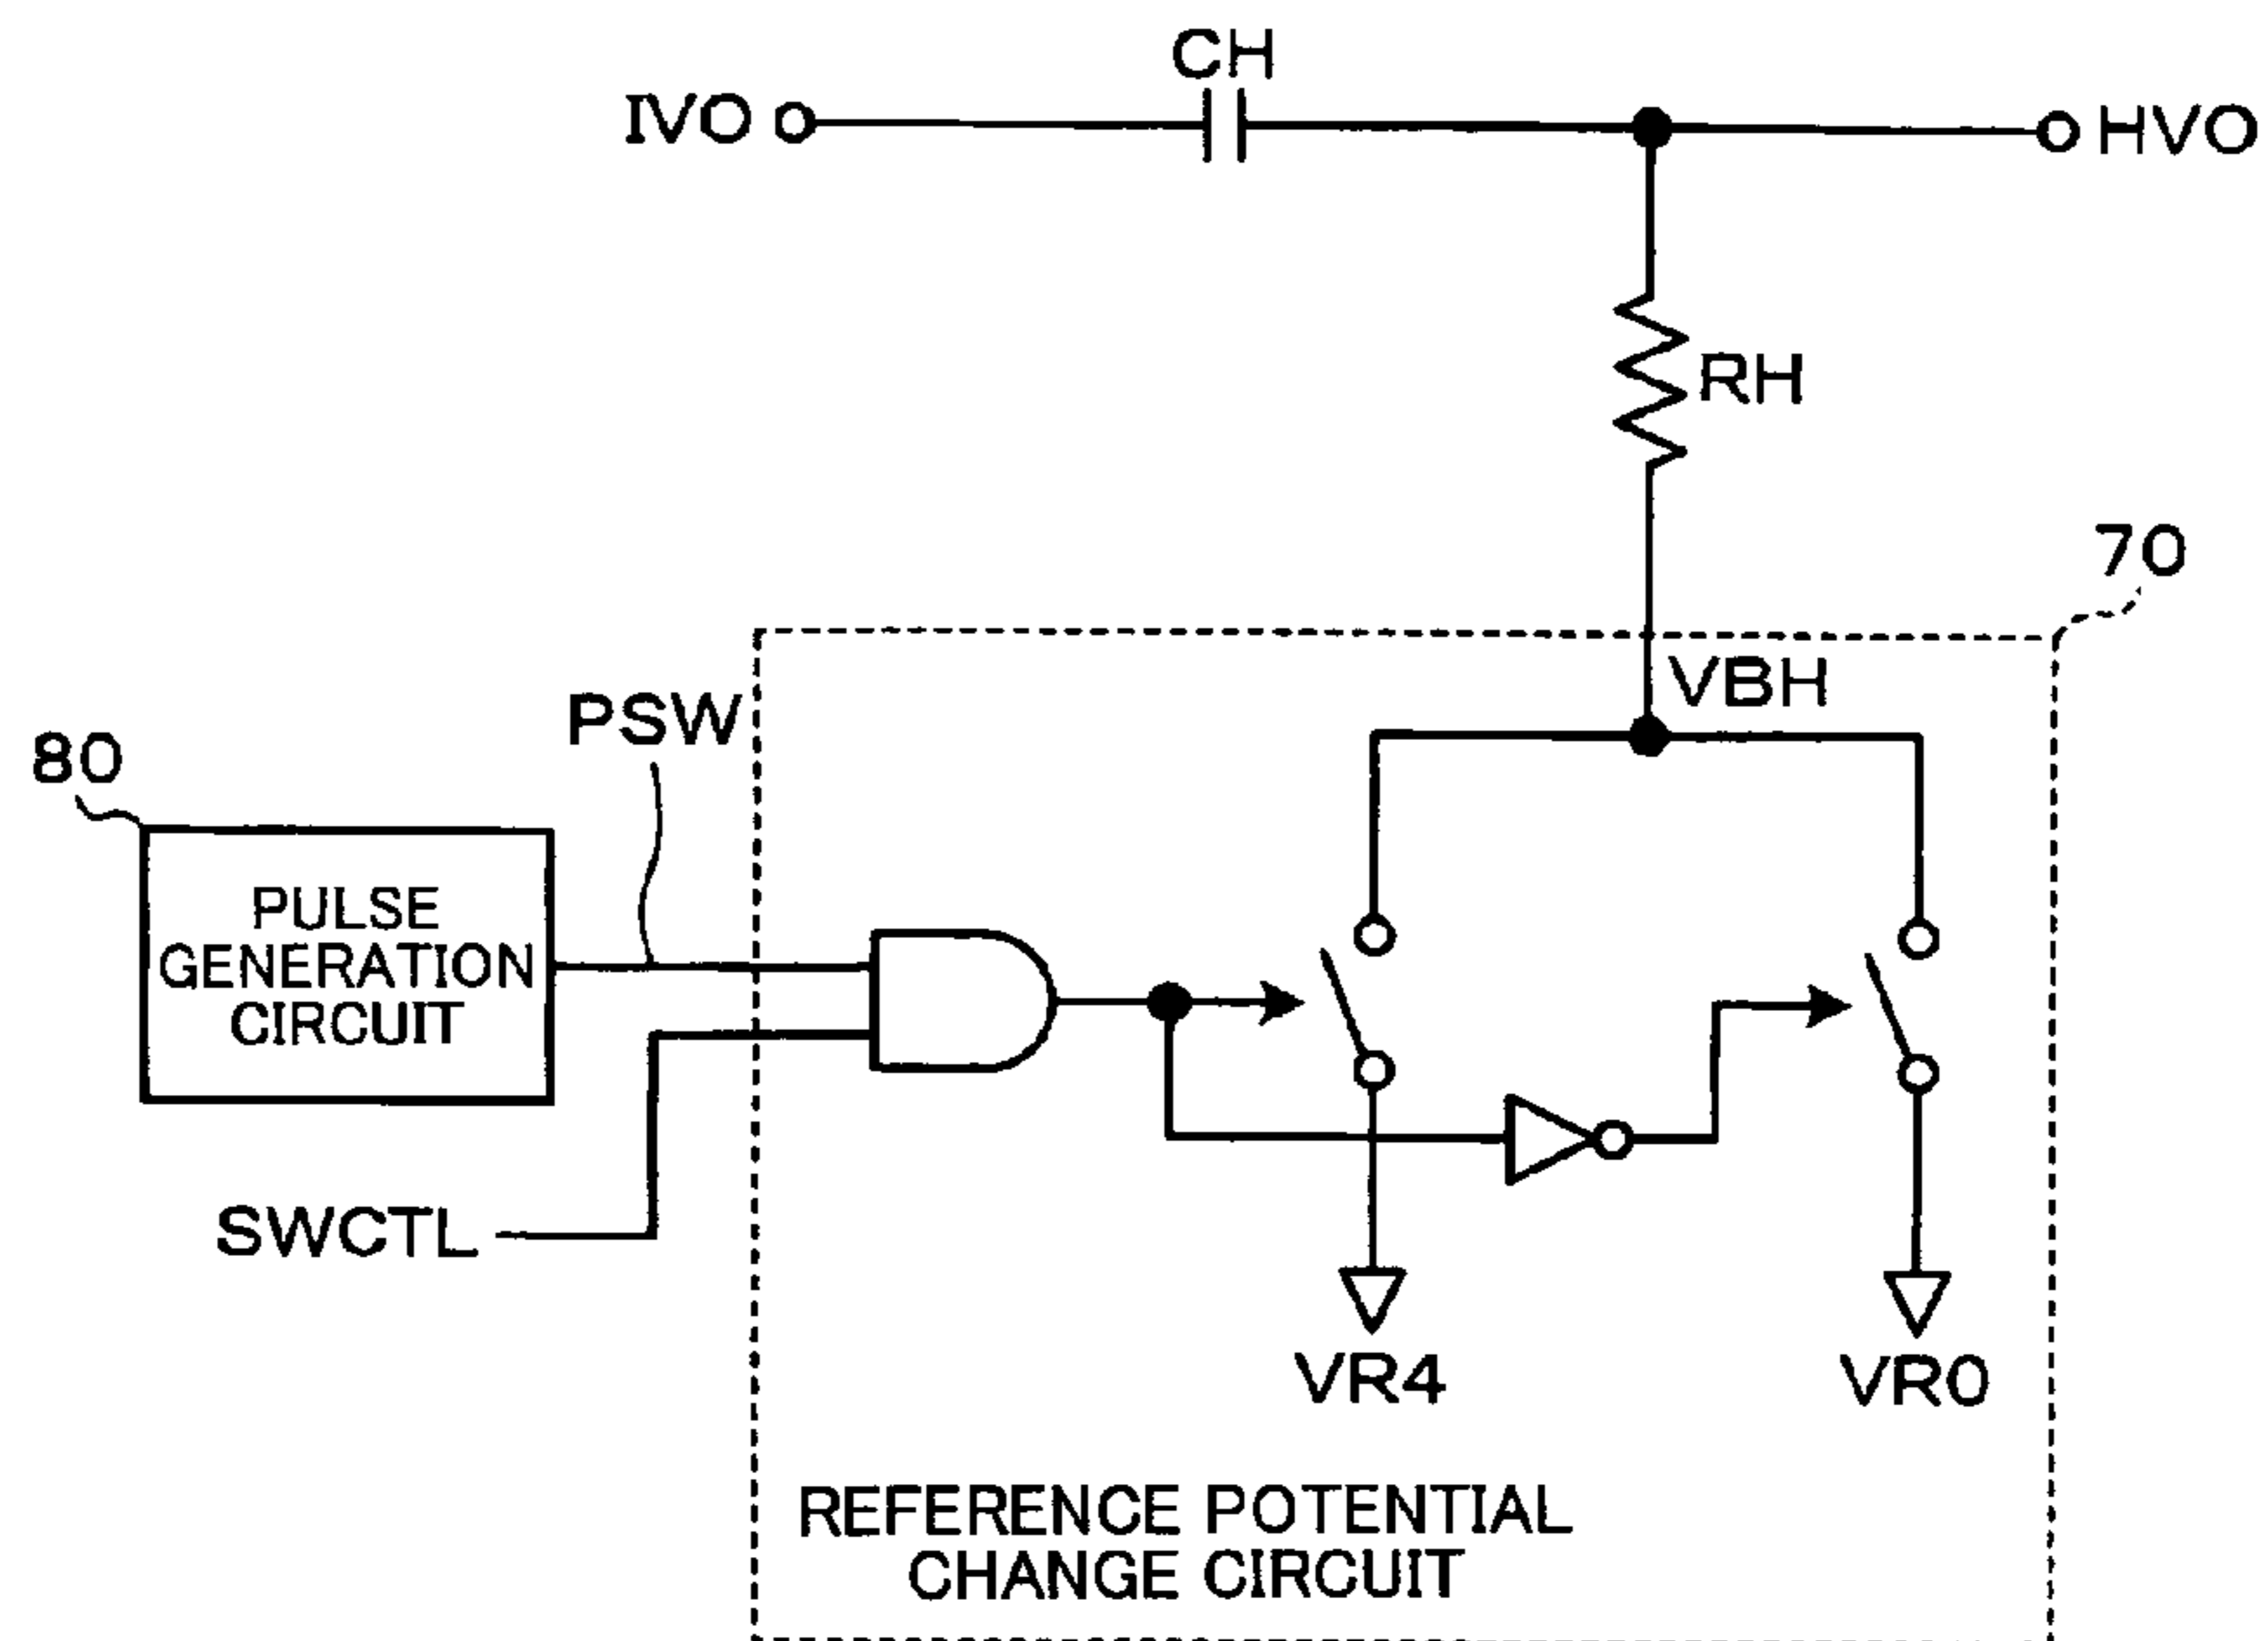 CH
IVO
HVO
RH
70
VBH
PSW
80
PULSE
GENERATION
CIRCUIT
SWCTL
VR4
VR0
REFERENCE POTENTIAL
CHANGE CIRCUIT